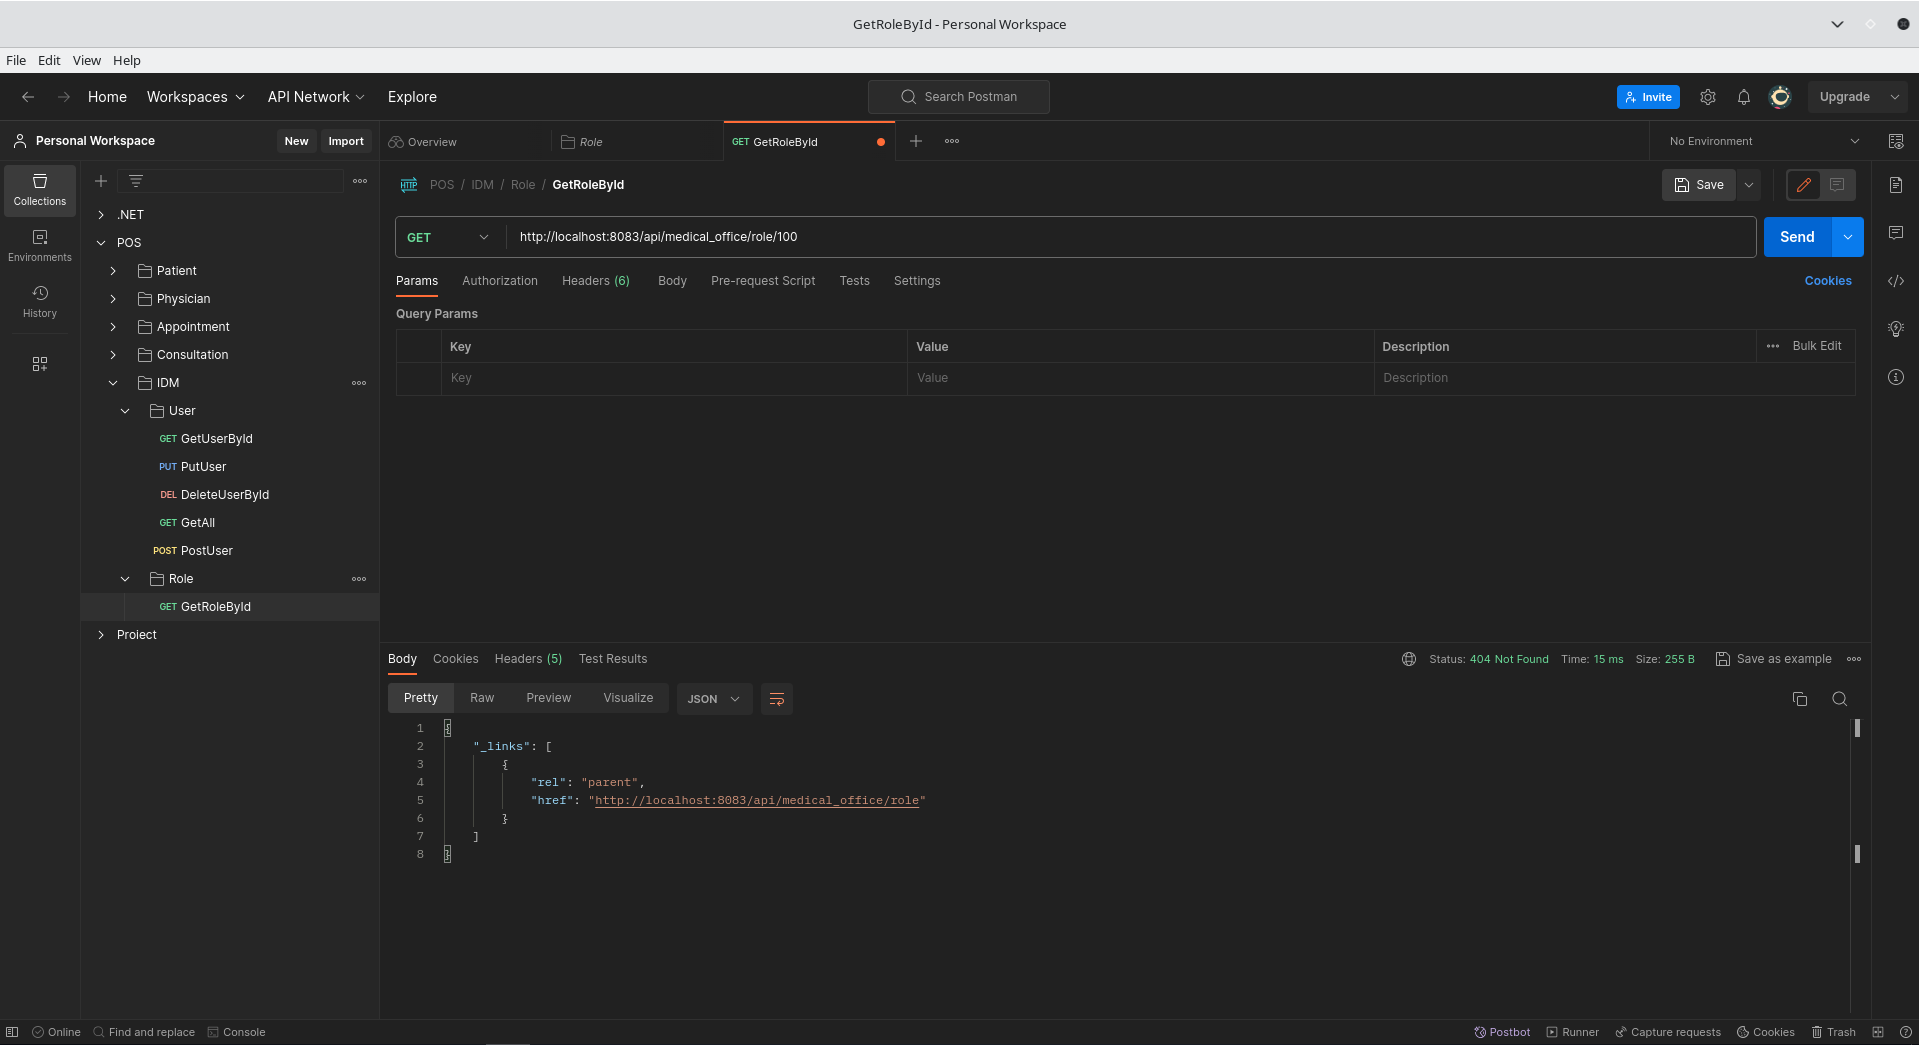 GetRoleById - Personal Workspace
File Edit View Help
Home Workspaces API Network Explore
Search Postman
Invite
Upgrade
Personal Workspace
New Import
Overview
Role
GET GetRoleById
No Environment
Collections
Environments
History
.NET
POS
Patient
Physician
Appointment
Consultation
IDM
User
GET GetUserById
PUT PutUser
DEL DeleteUserById
GET GetAll
POST PostUser
Role
GET GetRoleById
Project
HTTP POS / IDM / Role / GetRoleById
Save
GET http://localhost:8083/api/medical_office/role/100
Send
Params Authorization Headers (6) Body Pre-request Script Tests Settings
Cookies
Query Params
Key Value Description Bulk Edit
Key Value Description
Body Cookies Headers (5) Test Results
Status: 404 Not Found Time: 15 ms Size: 255 B Save as example
Pretty Raw Preview Visualize JSON
1 {
2 "_links": [
3 {
4 "rel": "parent",
5 "href": "http://localhost:8083/api/medical_office/role"
6 }
7 ]
8 }
Online Find and replace Console
Postbot Runner Capture requests Cookies Trash